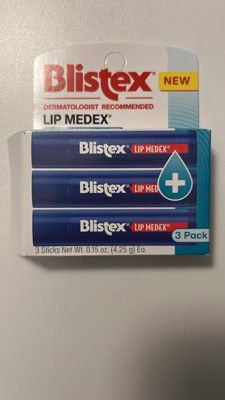 Blistex®
NEW
DERMATOLOGIST RECOMMENDED
LIP MEDEX®
Blistex® LIP MEDEX®
Blistex® LIP MED
Blistex® LIP MEDEX®
3 Pack
3 Sticks Net Wt. 0.15 oz. (4.25 g) Ea.